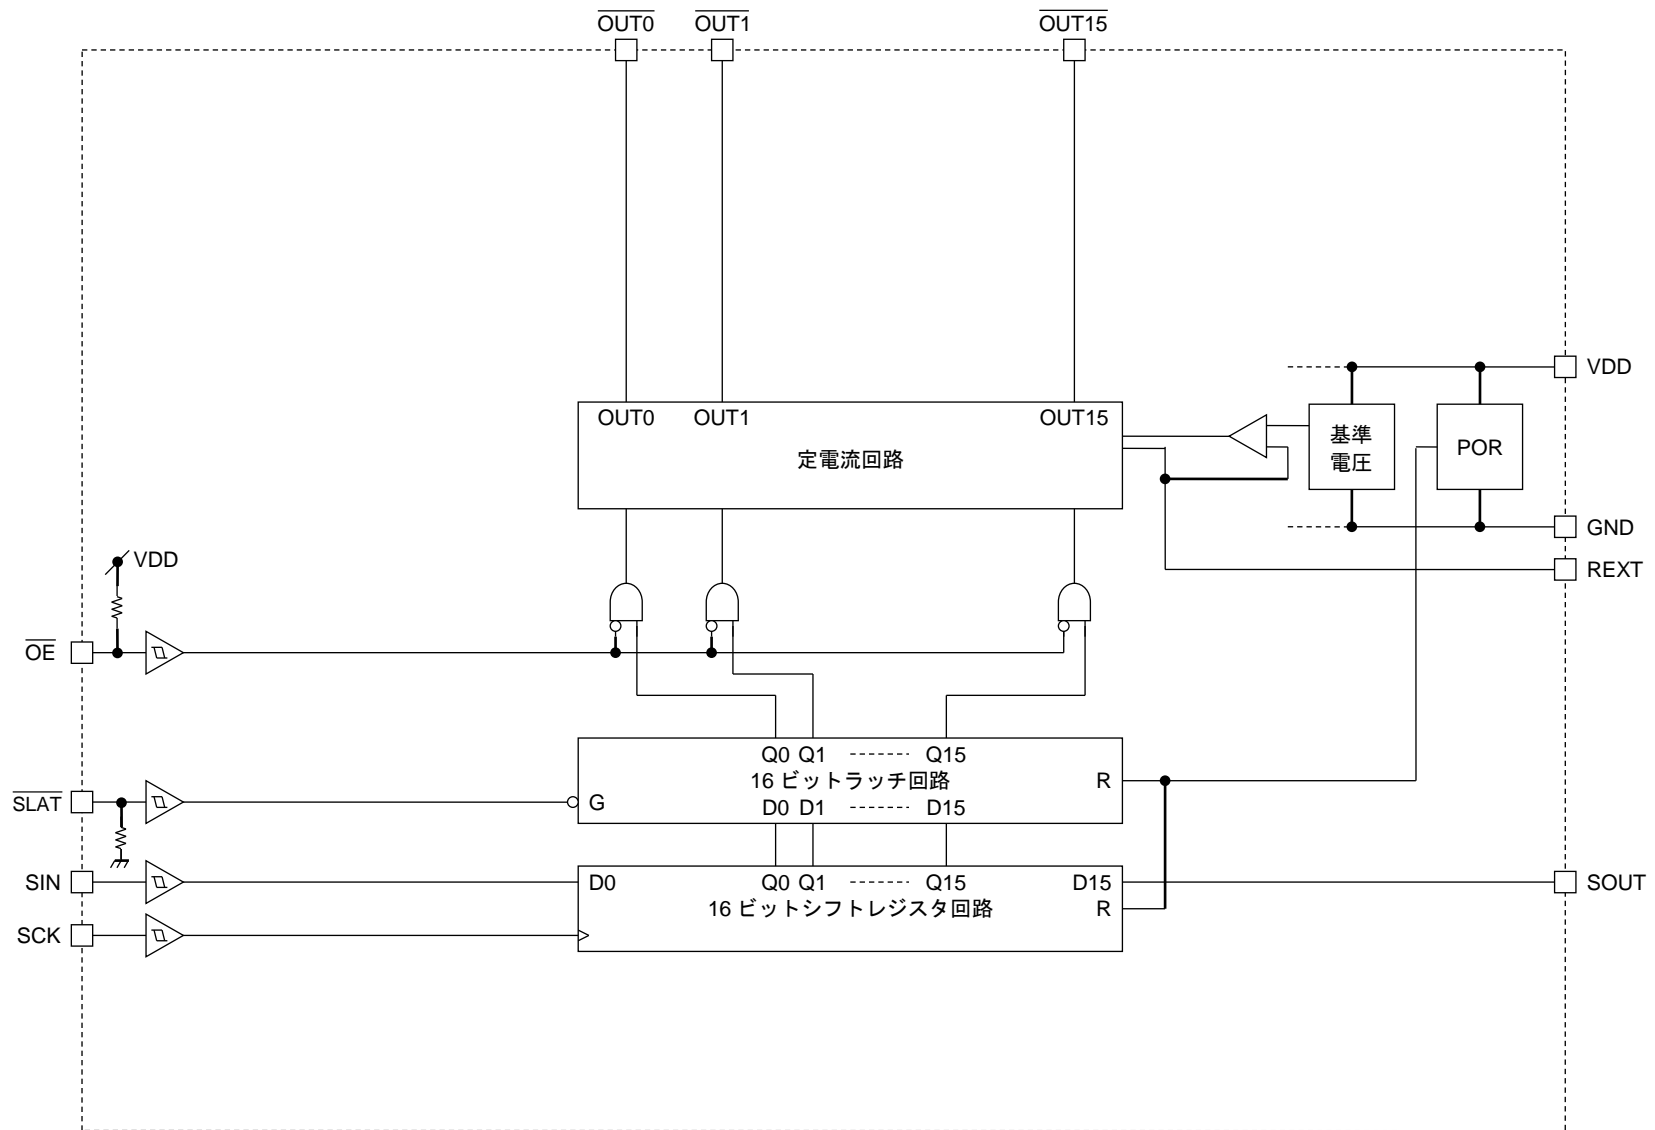 OUT0 OUT1 OUT15
VDD
OUT0 OUT1 OUT15
定電流回路
基準
電圧
POR
GND
REXT
VDD
OE
Q0 Q1 Q15
16 ビットラッチ回路
R
SLAT
G
D0 D1 D15
SIN
D0
Q0 Q1 Q15
D15
SOUT
16 ビットシフトレジスタ回路
R
SCK